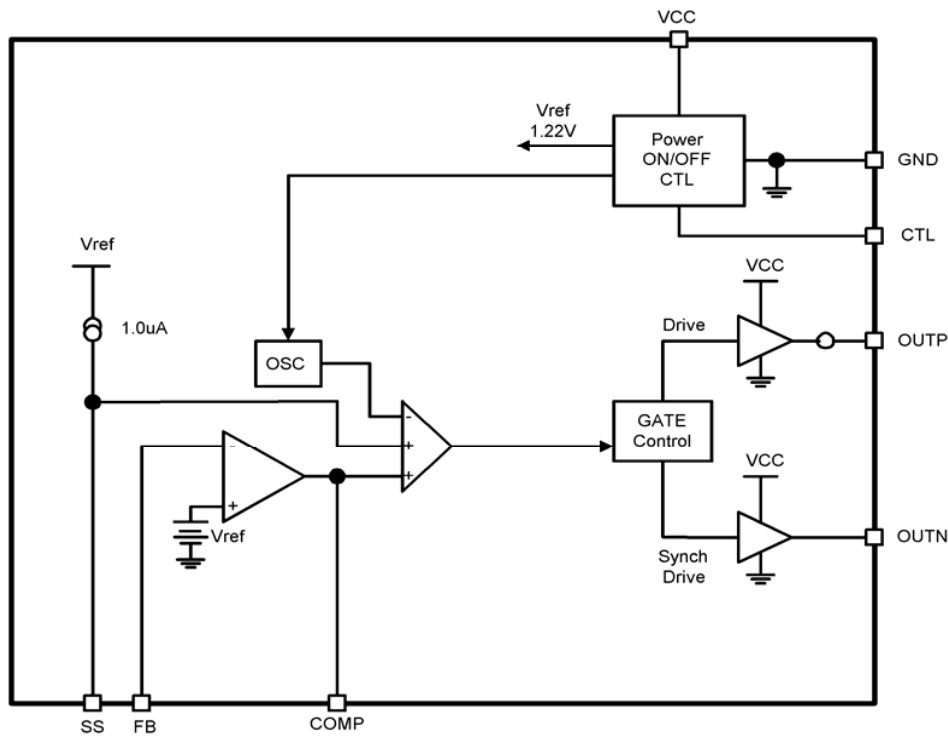 VCC
Vref
1.22V
Power
ON/OFF
CTL
GND
CTL
Vref
1.0uA
OSC
VCC
Drive
OUTP
-
+
+
GATE
Control
-
+
Vref
VCC
Synch
Drive
OUTN
SS
FB
COMP